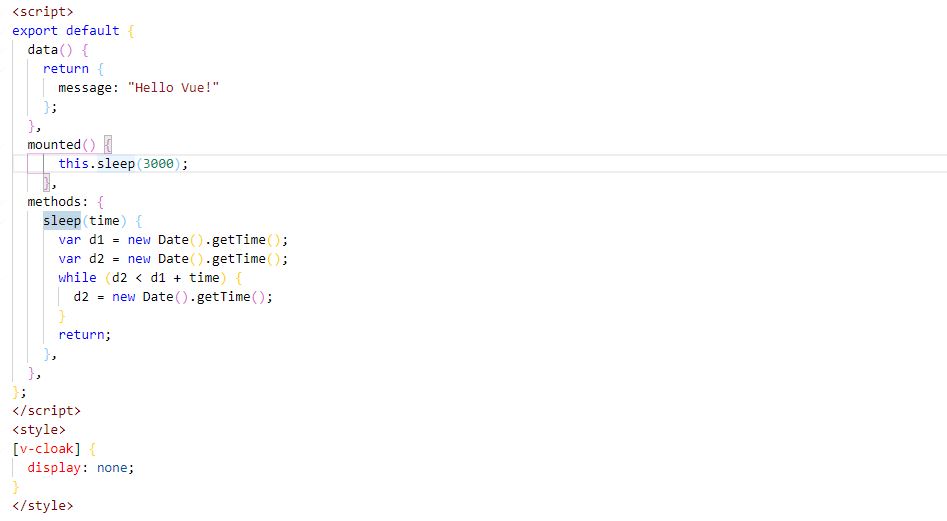 <script>
export default {
  data() {
    return {
      message: "Hello Vue!"
    };
  },
  mounted() {
      this.sleep(3000);
    },
  methods: {
    sleep(time) {
      var d1 = new Date().getTime();
      var d2 = new Date().getTime();
      while (d2 < d1 + time) {
        d2 = new Date().getTime();
      }
      return;
    },
  },
};
</script>
<style>
[v-cloak] {
  display: none;
}
</style>